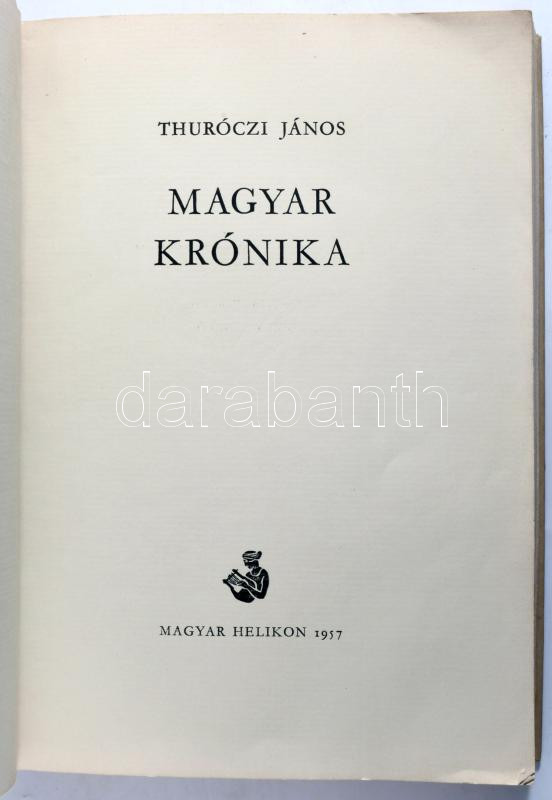 THURÓCZI JÁNOS
MAGYAR
KRÓNIKA
darabanth
MAGYAR HELIKON 1957